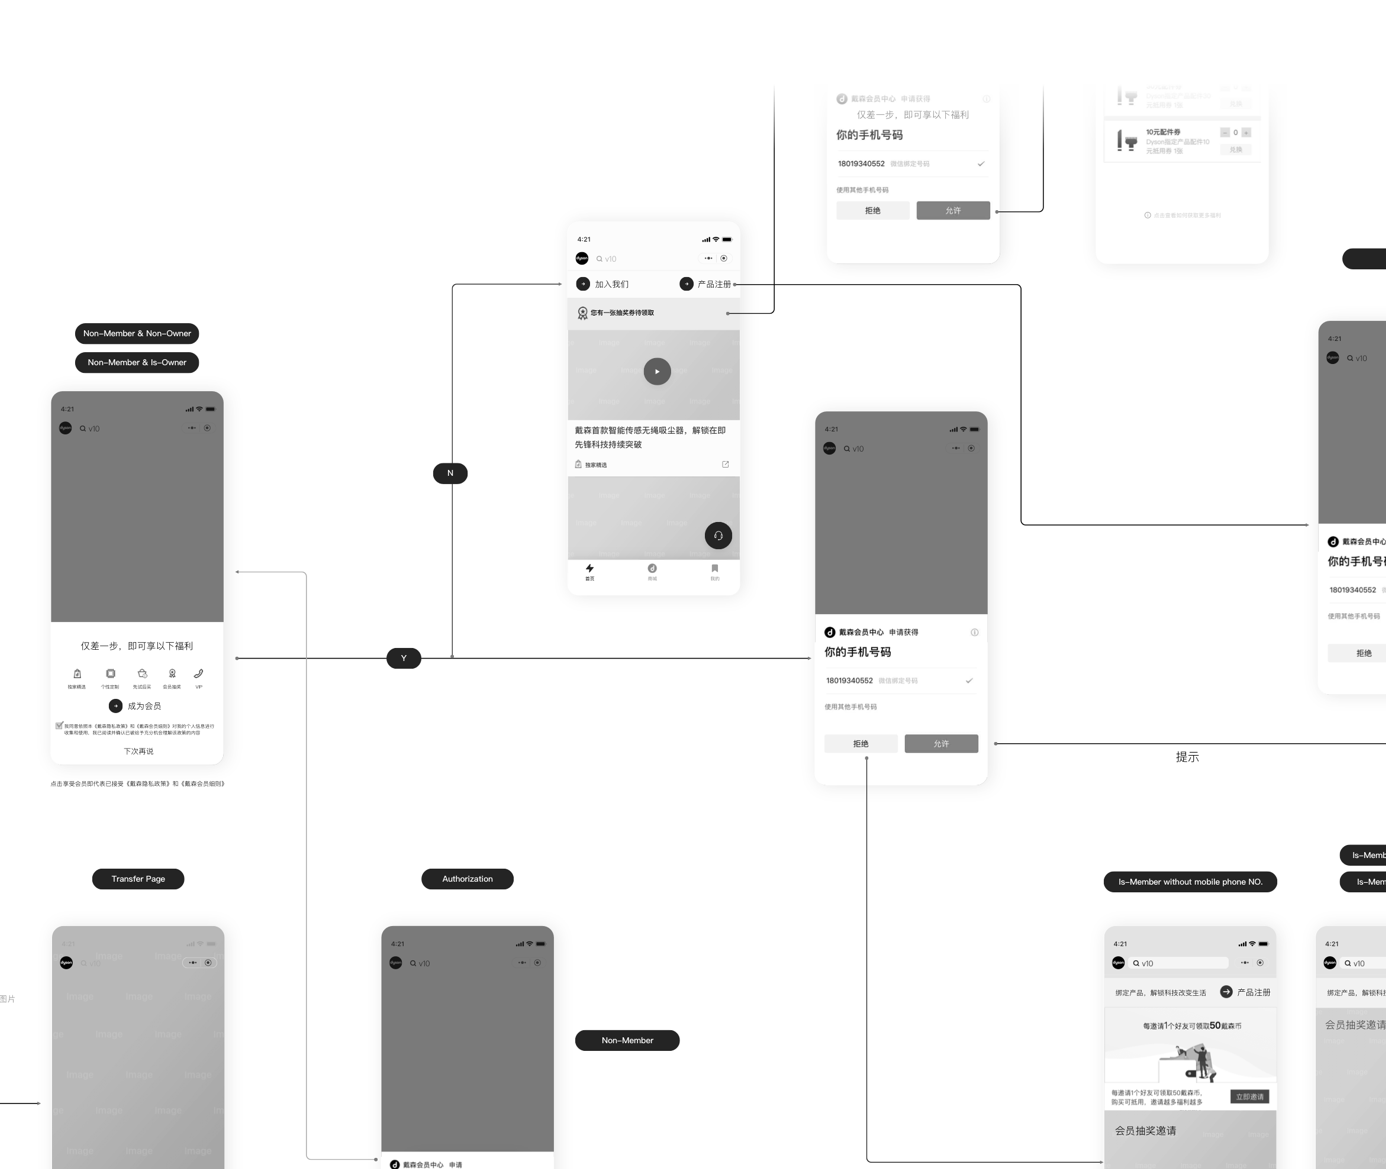 戴森会员中心 申请获得
仅差一步，即可享以下福利
你的手机号码
18019340552 微信绑定号码
使用其他手机号码
拒绝
允许
10元配件券
Dyson指定产品配件10
元抵用券 1张
0
兑换
4:21
v10
加入我们
产品注册
您有一张抽奖券待领取
戴森首款智能传感无绳吸尘器，解锁在即
先锋科技持续突破
独家精选
首页
商城
我的
Non-Member & Non-Owner
Non-Member & Is-Owner
4:21
v10
仅差一步，即可享以下福利
独家精选
个性定制
先试后买
会员抽奖
VIP
成为会员
下次再说
点击享受会员即代表已接受《戴森隐私政策》和《戴森会员细则》
N
Y
4:21
v10
戴森会员中心 申请获得
你的手机号码
18019340552 微信绑定号码
使用其他手机号码
拒绝
允许
提示
4:21
v10
戴森会员中心
你的手机号码
18019340552
使用其他手机号码
拒绝
Transfer Page
Authorization
Is-Member without mobile phone NO.
Is-Memb
Is-Mem
4:21
图片
image
4:21
v10
戴森会员中心 申请
Non-Member
4:21
v10
绑定产品，解锁科技改变生活
产品注册
每邀请1个好友可领取50戴森币
每邀请1个好友可领取50戴森币，
购买可抵用，邀请越多福利越多
立即邀请
会员抽奖邀请
4:21
v10
绑定产品，解锁科
会员抽奖邀请